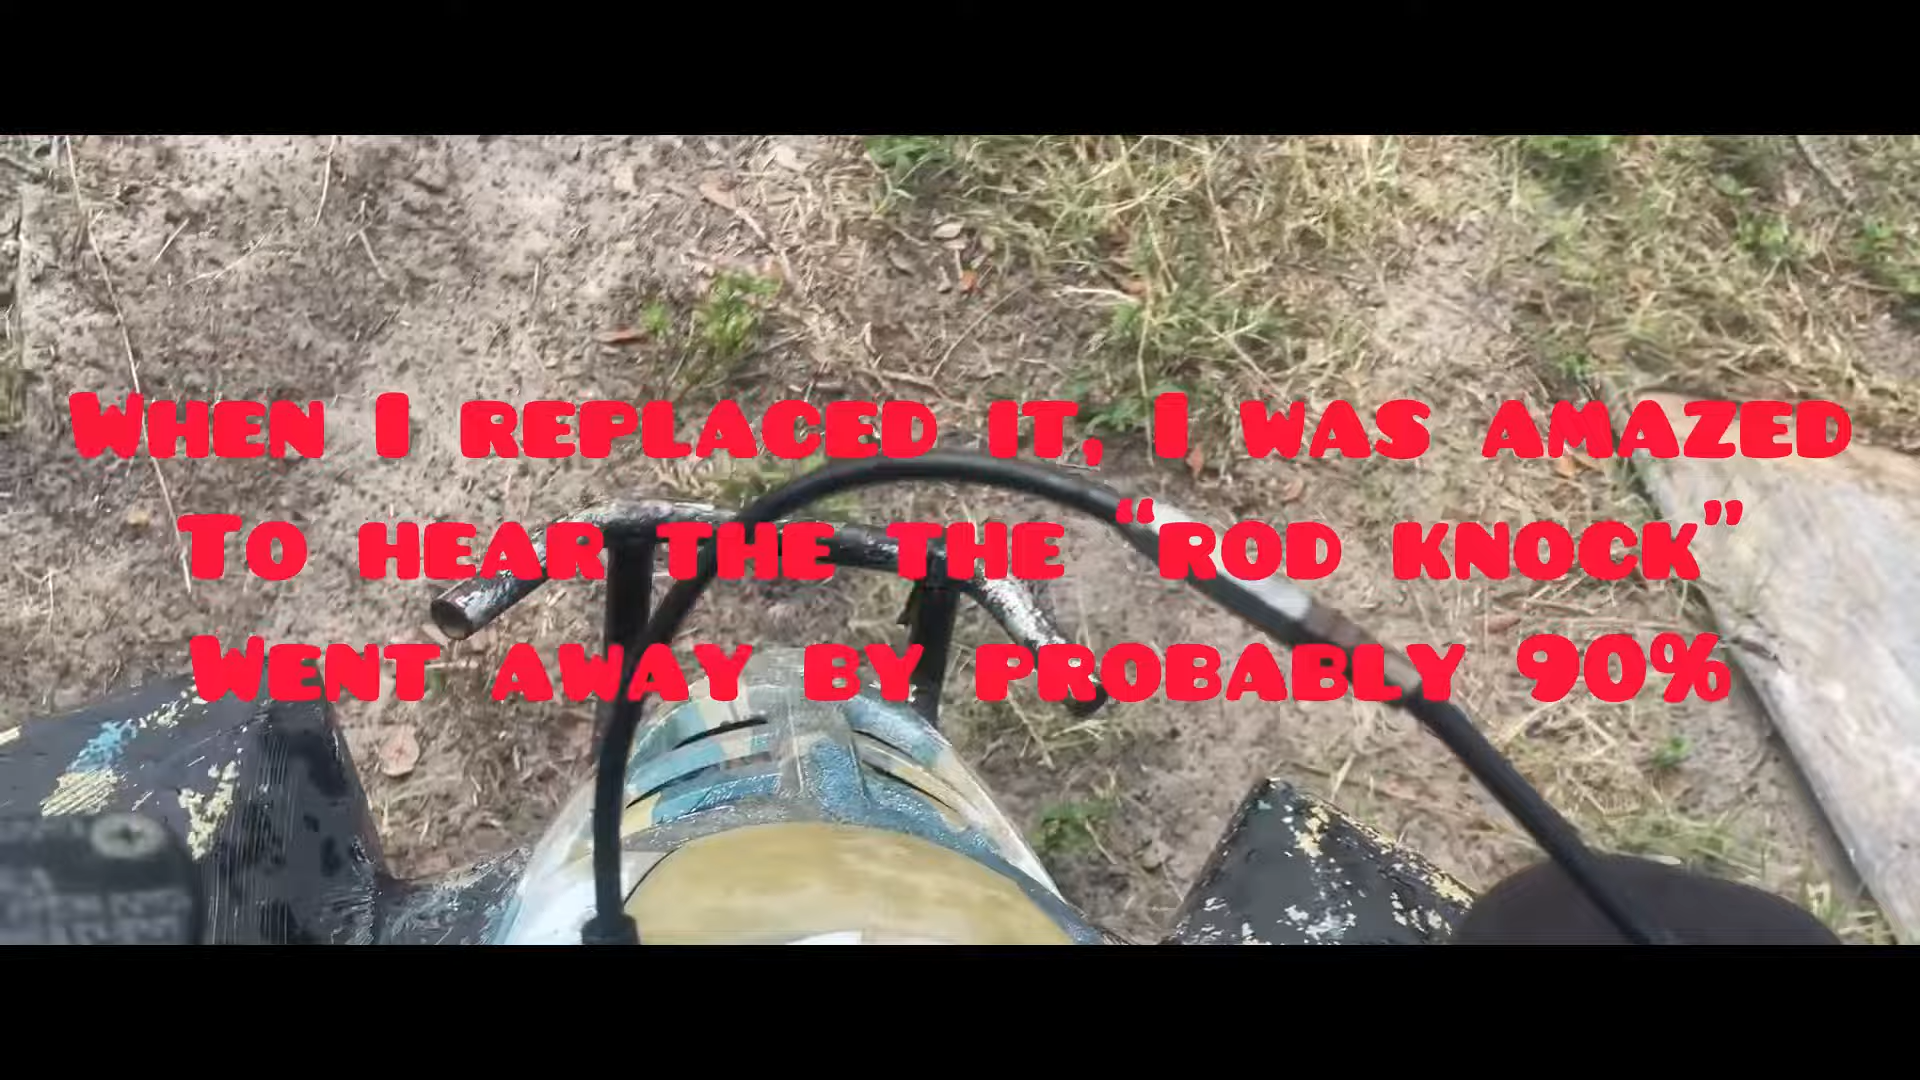 When I replaced it, I was amazed
To hear the the “rod knock”
Went away by probably 90%